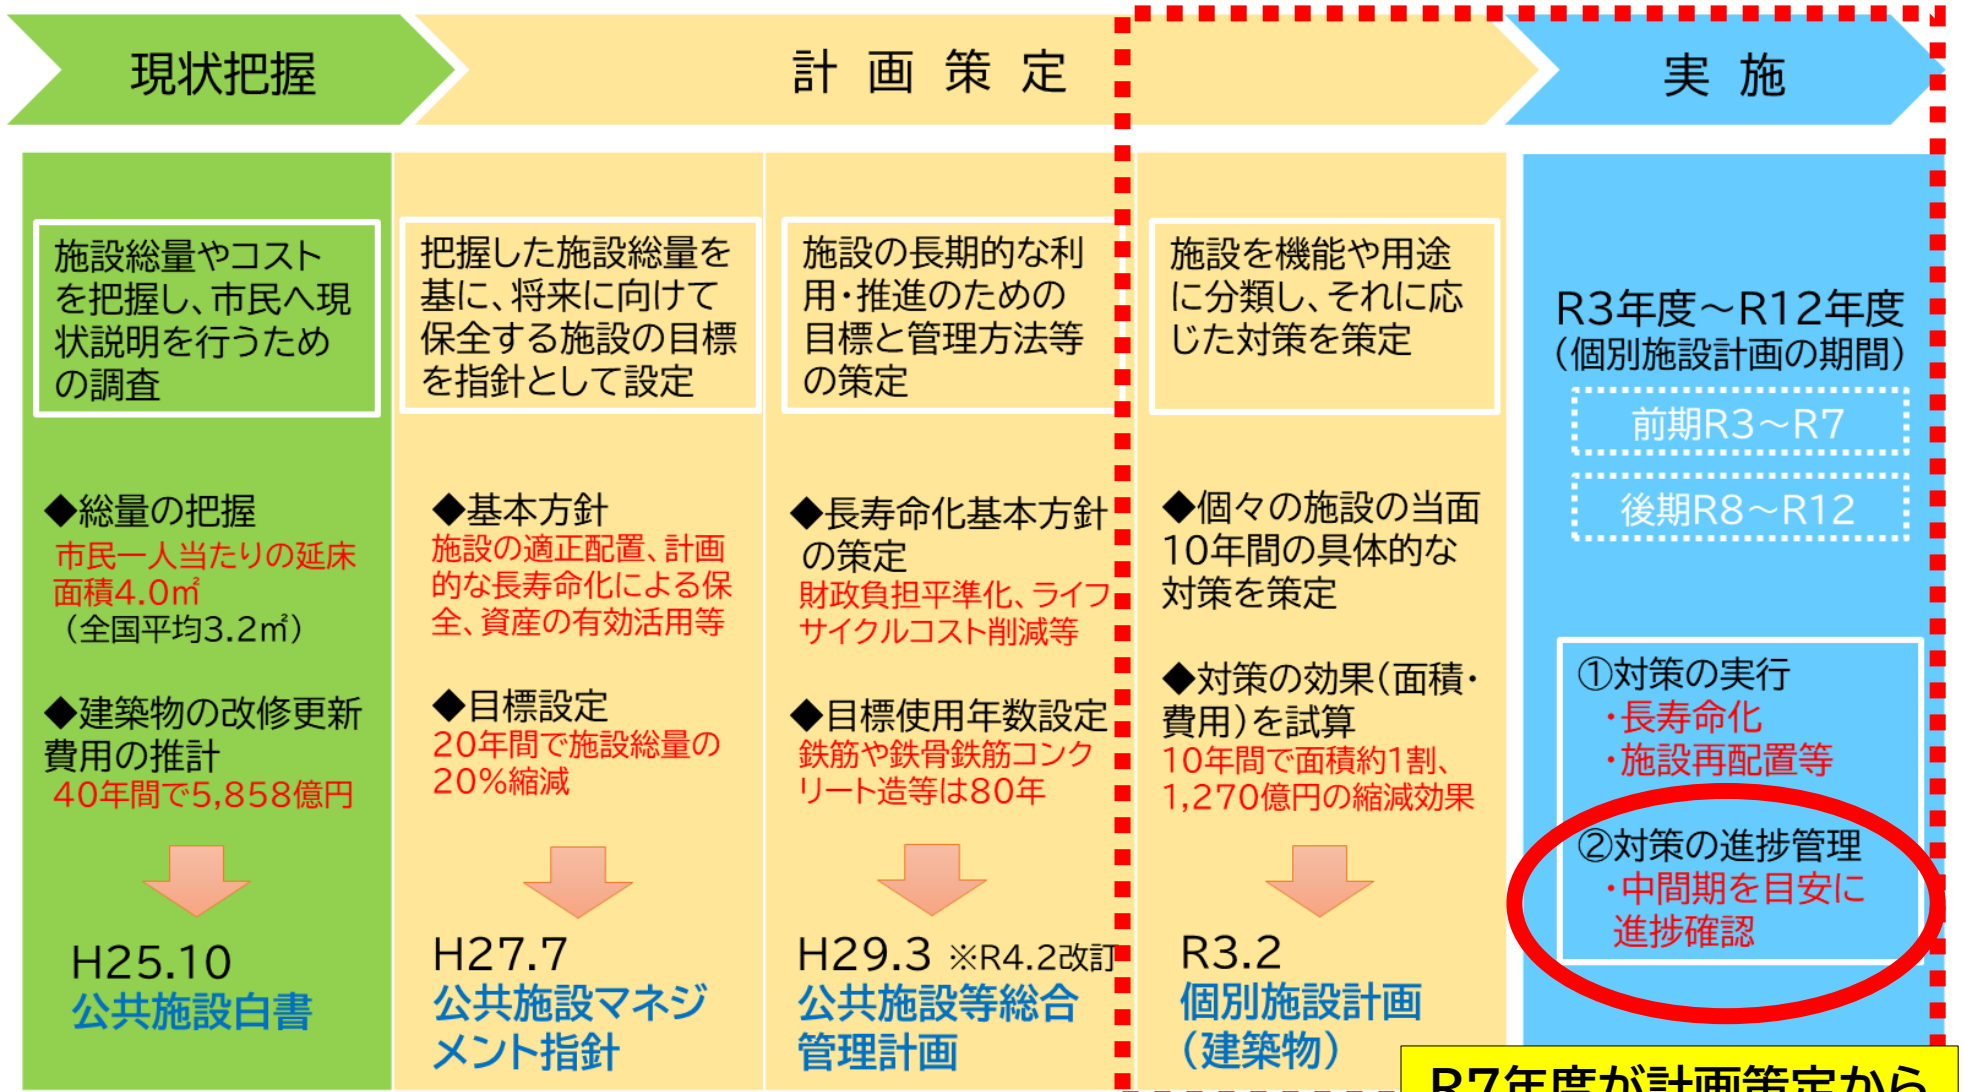 現状把握
計画策定
実施
施設総量やコスト
を把握し、市民へ現
状説明を行うため
の調査
◆総量の把握
市民一人当たりの延床
面積4.0㎡
（全国平均3.2㎡）
◆建築物の改修更新
費用の推計
40年間で5,858億円
H25.10
公共施設白書
把握した施設総量を
基に、将来に向けて
保全する施設の目標
を指針として設定
◆基本方針
施設の適正配置、計画
的な長寿命化による保
全、資産の有効活用等
◆目標設定
20年間で施設総量の
20%縮減
H27.7
公共施設マネジ
メント指針
施設の長期的な利
用・推進のための
目標と管理方法等
の策定
◆長寿命化基本方針
の策定
財政負担平準化、ライフ
サイクルコスト削減等
◆目標使用年数設定
鉄筋や鉄骨鉄筋コンク
リート造等は80年
H29.3 ※R4.2改訂
公共施設等総合
管理計画
施設を機能や用途
に分類し、それに応
じた対策を策定
◆個々の施設の当面
10年間の具体的な
対策を策定
◆対策の効果（面積・
費用）を試算
10年間で面積約1割、
1,270億円の縮減効果
R3.2
個別施設計画
（建築物）
R3年度～R12年度
（個別施設計画の期間）
前期R3～R7
後期R8～R12
①対策の実行
・長寿命化
・施設再配置等
②対策の進捗管理
・中間期を目安に
進捗確認
R7年度が計画策定から